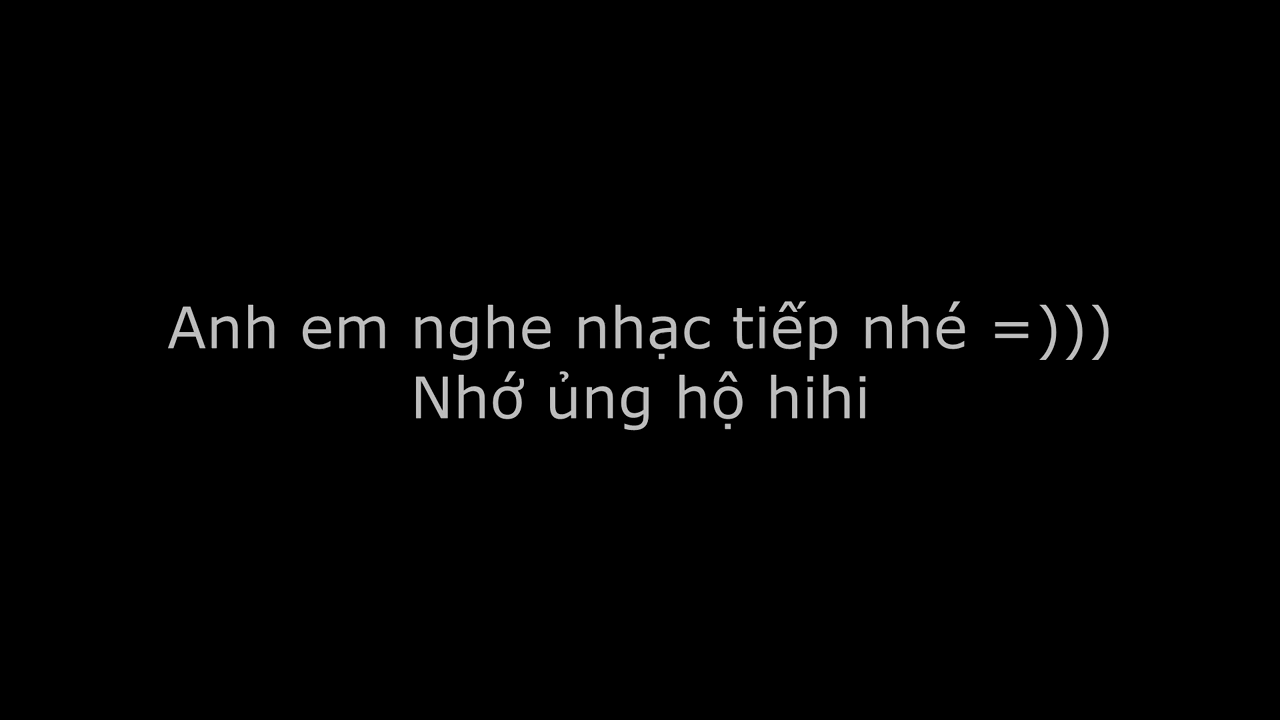 Anh em nghe nhạc tiếp nhé =)))
Nhớ ủng hộ hihi